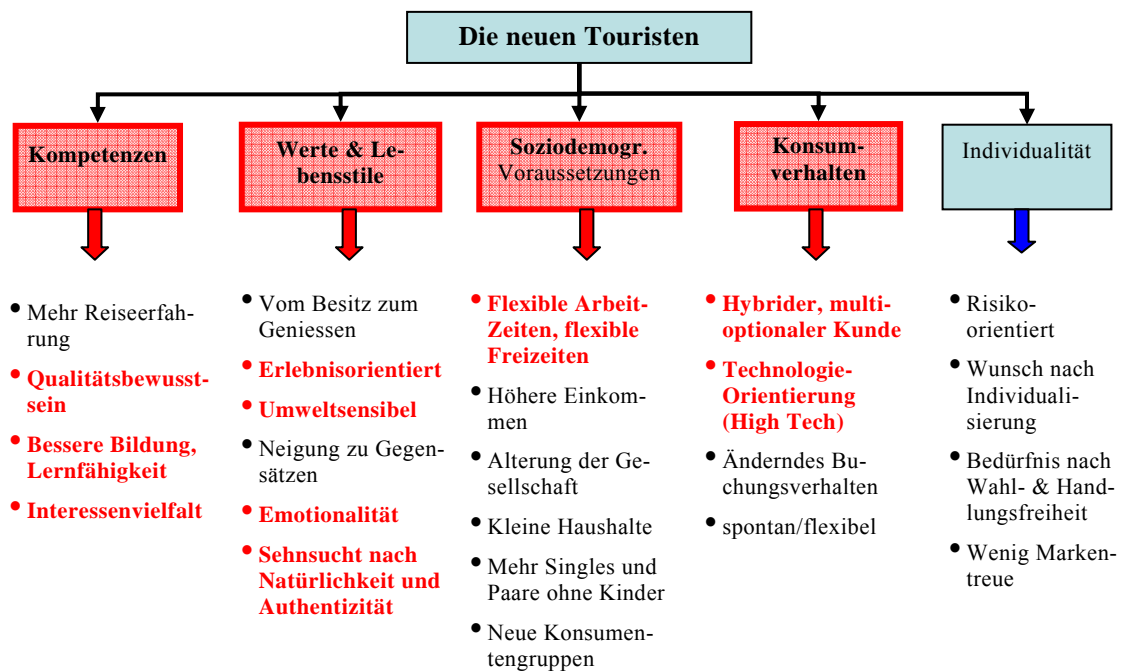 Die neuen Touristen
Kompetenzen
Werte & Le-
bensstile
Soziodemogr.
Voraussetzungen
Konsum-
verhalten
Individualität
• Mehr Reiseerfah-
rung
• Qualitätsbewusst-
sein
• Bessere Bildung,
Lernfähigkeit
• Interessenvielfalt
• Vom Besitz zum
Geniessen
• Erlebnisorientiert
• Umweltsensibel
• Neigung zu Gegen-
sätzen
• Emotionalität
• Sehnsucht nach
Natürlichkeit und
Authentizität
• Flexible Arbeit-
Zeiten, flexible
Freizeiten
• Höhere Einkom-
men
• Alterung der Ge-
sellschaft
• Kleine Haushalte
• Mehr Singles und
Paare ohne Kinder
• Neue Konsumen-
tengruppen
• Hybrider, multi-
optionaler Kunde
• Technologie-
Orientierung
(High Tech)
• Änderndes Bu-
chungsverhalten
• spontan/flexibel
• Risiko-
orientiert
• Wunsch nach
Individuali-
sierung
• Bedürfnis nach
Wahl- & Hand-
lungsfreiheit
• Wenig Marken-
treue